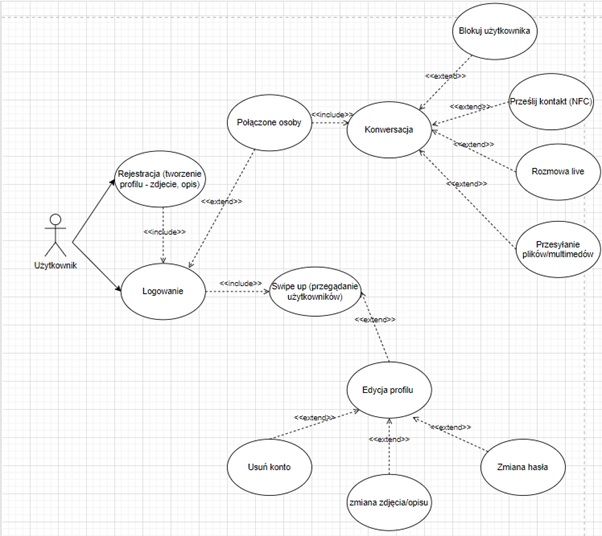 Blokuj użytkownika
<<extend>>
Prześlij kontakt (NFC)
<<extend>>
Połączone osoby
<<include>>
Konwersacja
<<extend>>
Rozmowa live
Rejestracja (tworzenie
profilu - zdjecie, opis)
<<extend>>
<<extend>>
<<include>>
Użytkownik
Przesyłanie
plików/multimedów
Logowanie
<<include>>
Swipe up (przegądanie
użytkowników)
<<extend>>
Edycja profilu
<<extend>>
<<extend>>
<<extend>>
Usuń konto
Zmiana hasła
zmiana zdjęcia/opisu